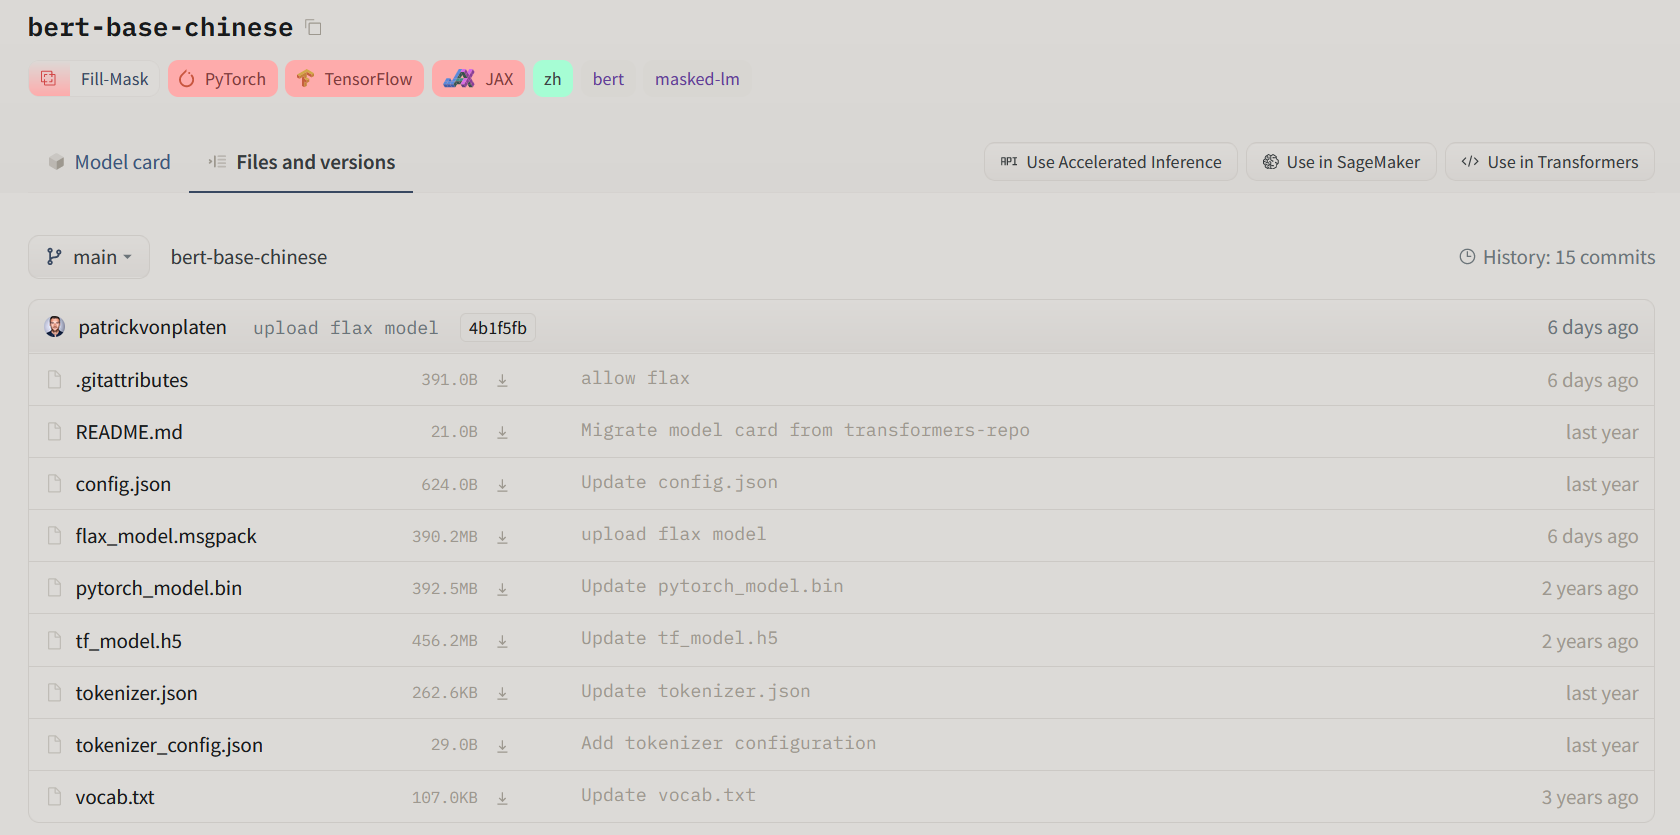 bert-base-chinese
Fill-Mask PyTorch TensorFlow JAX zh bert masked-lm
Model card Files and versions API Use Accelerated Inference Use in SageMaker </> Use in Transformers
main bert-base-chinese History: 15 commits
patrickvonplaten upload flax model 4b1f5fb 6 days ago
.gitattributes 391.0B allow flax 6 days ago
README.md 21.0B Migrate model card from transformers-repo last year
config.json 624.0B Update config.json last year
flax_model.msgpack 390.2MB upload flax model 6 days ago
pytorch_model.bin 392.5MB Update pytorch_model.bin 2 years ago
tf_model.h5 456.2MB Update tf_model.h5 2 years ago
tokenizer.json 262.6KB Update tokenizer.json last year
tokenizer_config.json 29.0B Add tokenizer configuration last year
vocab.txt 107.0KB Update vocab.txt 3 years ago